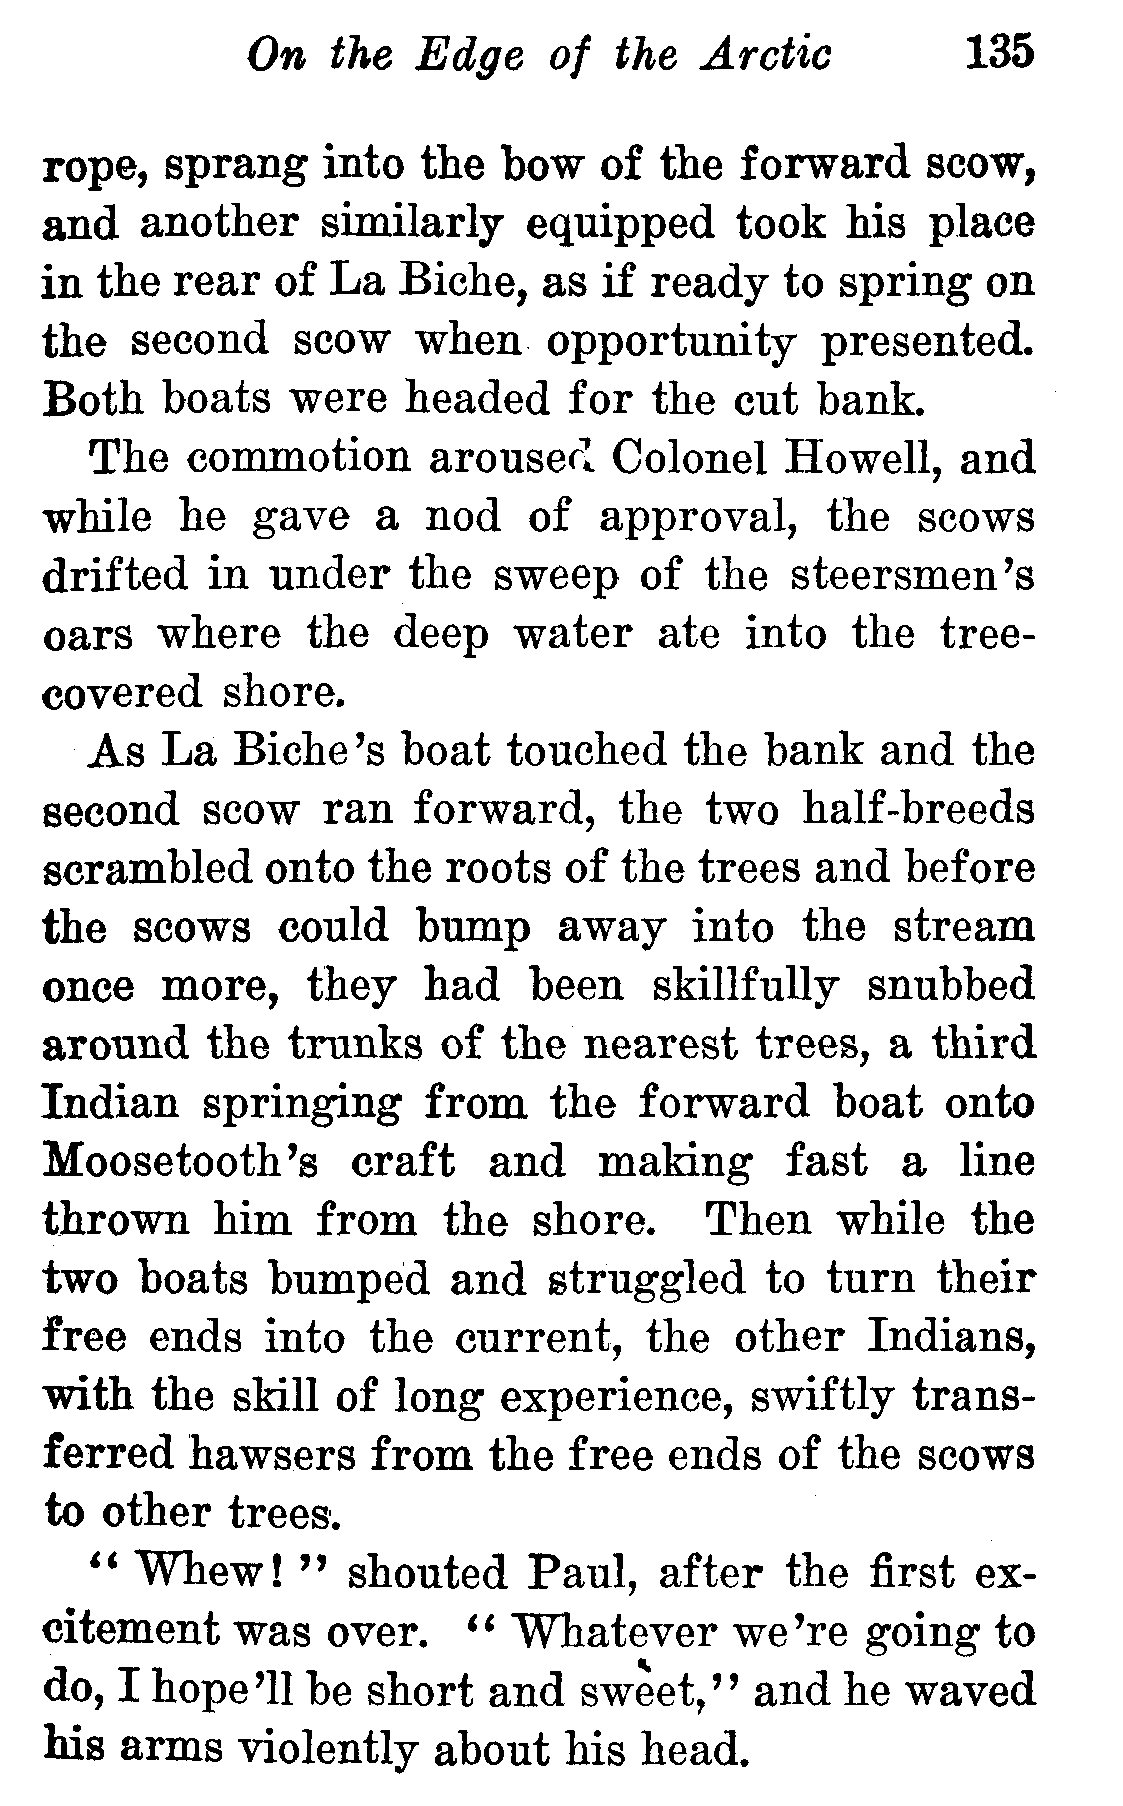 On the Edge of the Arctic 135
rope, sprang into the bow of the forward scow,
and another similarly equipped took his place
in the rear of La Biche, as if ready to spring on
the second scow when opportunity presented.
Both boats were headed for the cut bank.
The commotion aroused Colonel Howell, and
while he gave a nod of approval, the scows
drifted in under the sweep of the steersmen's
oars where the deep water ate into the tree-
covered shore.
As La Biche's boat touched the bank and the
second scow ran forward, the two half-breeds
scrambled onto the roots of the trees and before
the scows could bump away into the stream
once more, they had been skillfully snubbed
around the trunks of the nearest trees, a third
Indian springing from the forward boat onto
Moosetooth's craft and making fast a line
thrown him from the shore. Then while the
two boats bumped and struggled to turn their
free ends into the current, the other Indians,
with the skill of long experience, swiftly trans-
ferred hawsers from the free ends of the scows
to other trees.
“ Whew! ” shouted Paul, after the first ex-
citement was over. “ Whatever we're going to
do, I hope'll be short and sweet,” and he waved
his arms violently about his head.